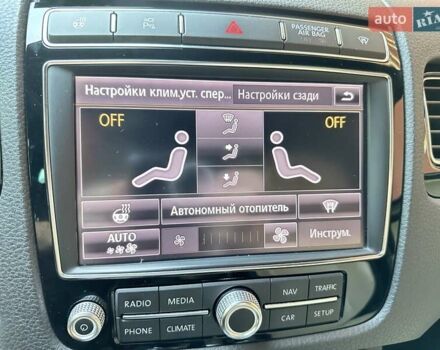 auto RIA
PASSENGER
AIR BAG
Настройки клим.уст. спер...
Настройки сзади
OFF
OFF
Автономный отопитель
AUTO
Инструм.
RADIO
MEDIA
NAV
TRAFFIC
PHONE
CLIMATE
CAR
SETUP